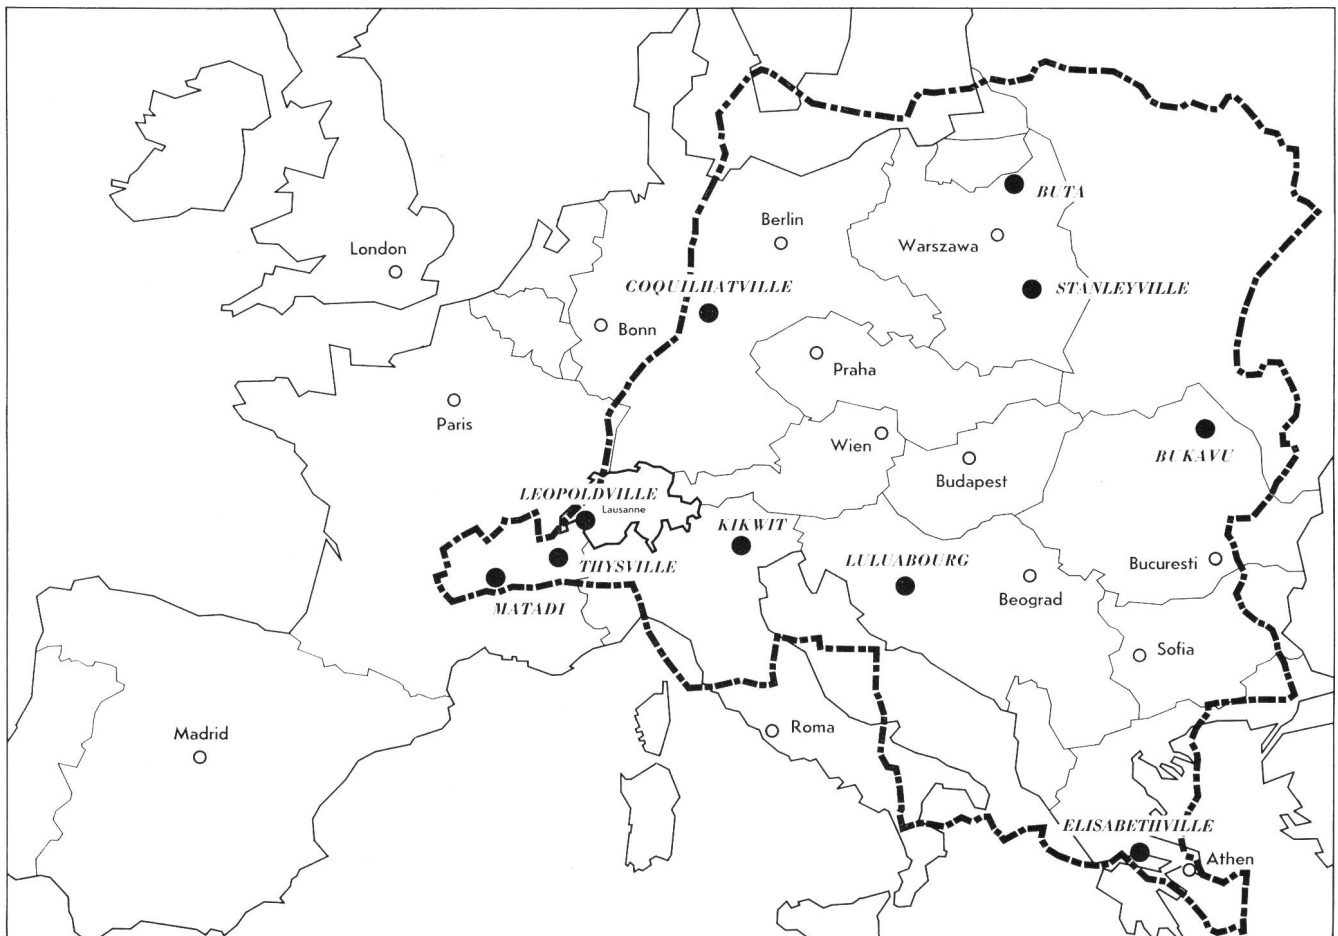 Berlin
BUTA
Warszawa
London
COQUILHATVILLE
STANLEYVILLE
Bonn
Praha
Paris
Wien
BUKAVU
Budapest
LEOPOLDVILLE
Lausanne
KIKWIT
THYSVILLE
LULUABOURG
Bucuresti
MATADI
Beograd
Sofia
Madrid
Roma
ELISABETHVILLE
Athen